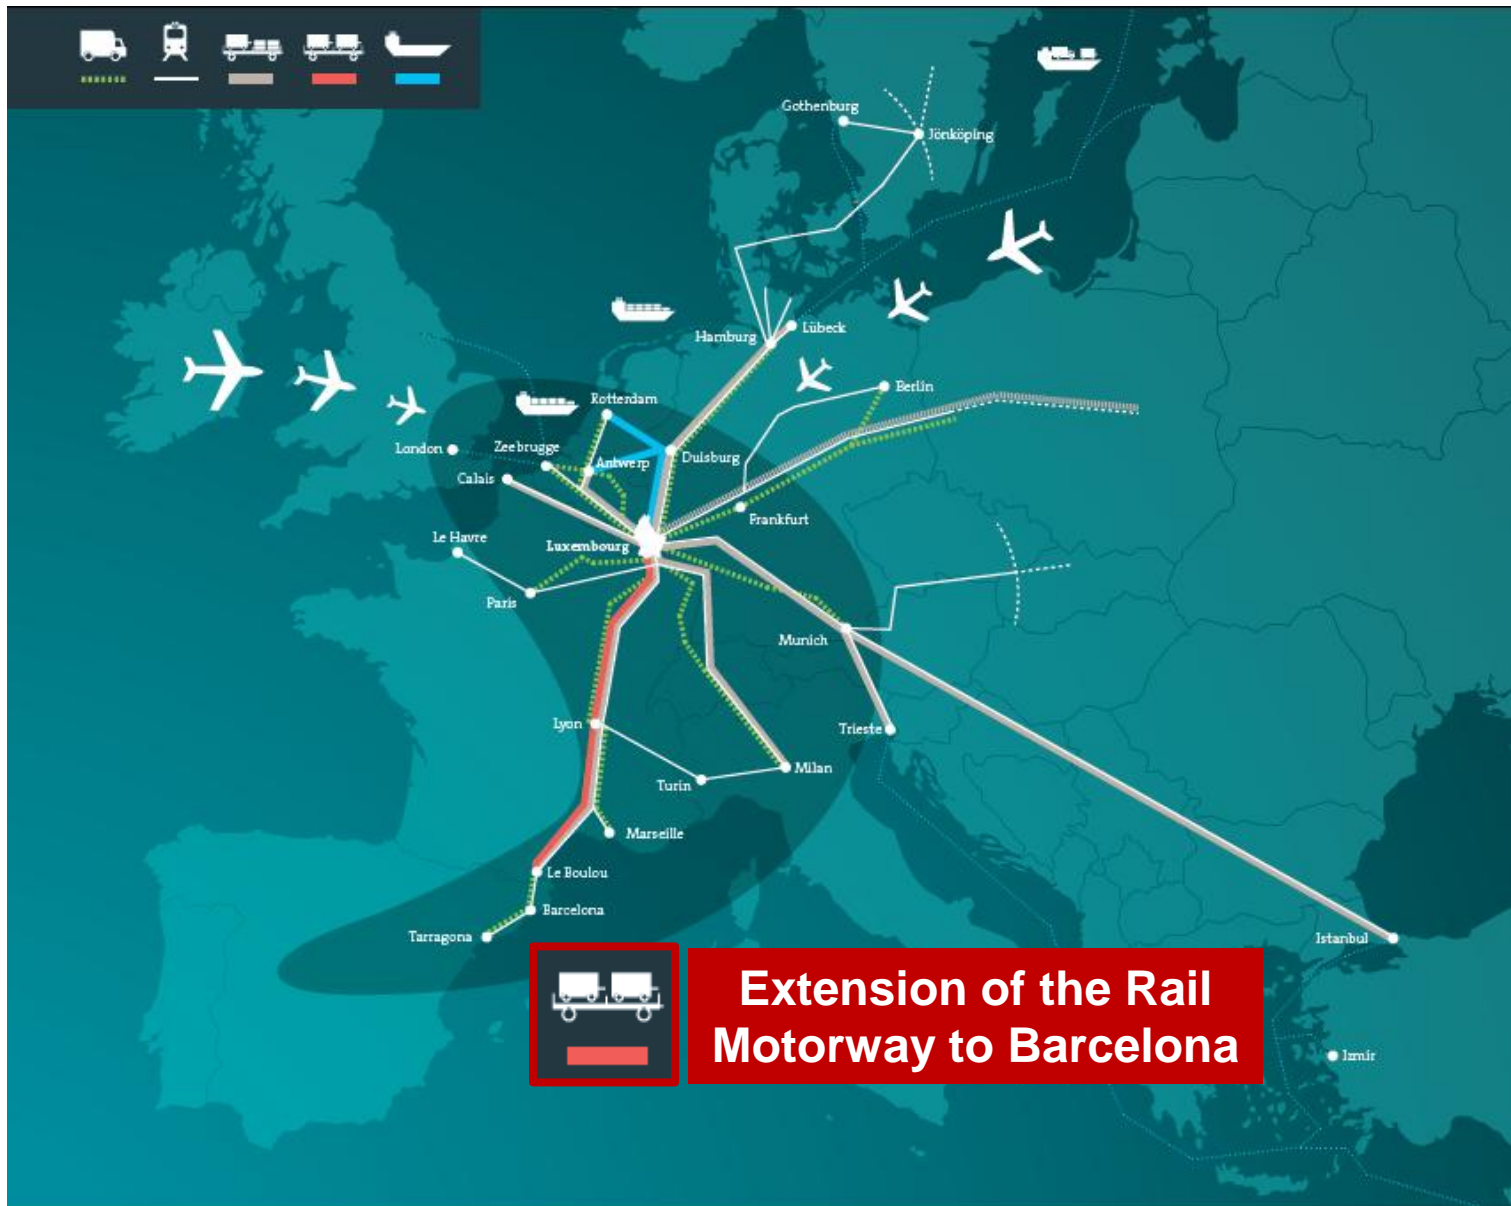 Gothenburg
Jönköping
Hamburg
Lübeck
Berlin
Rotterdam
London
Zeebrugge
Antwerp
Duisburg
Calais
Frankfurt
Le Havre
Luxembourg
Paris
Munich
Lyon
Trieste
Turin
Milan
Marseille
Le Boulou
Barcelona
Tarragona
Istanbul
Extension of the Rail
Motorway to Barcelona
Izmir